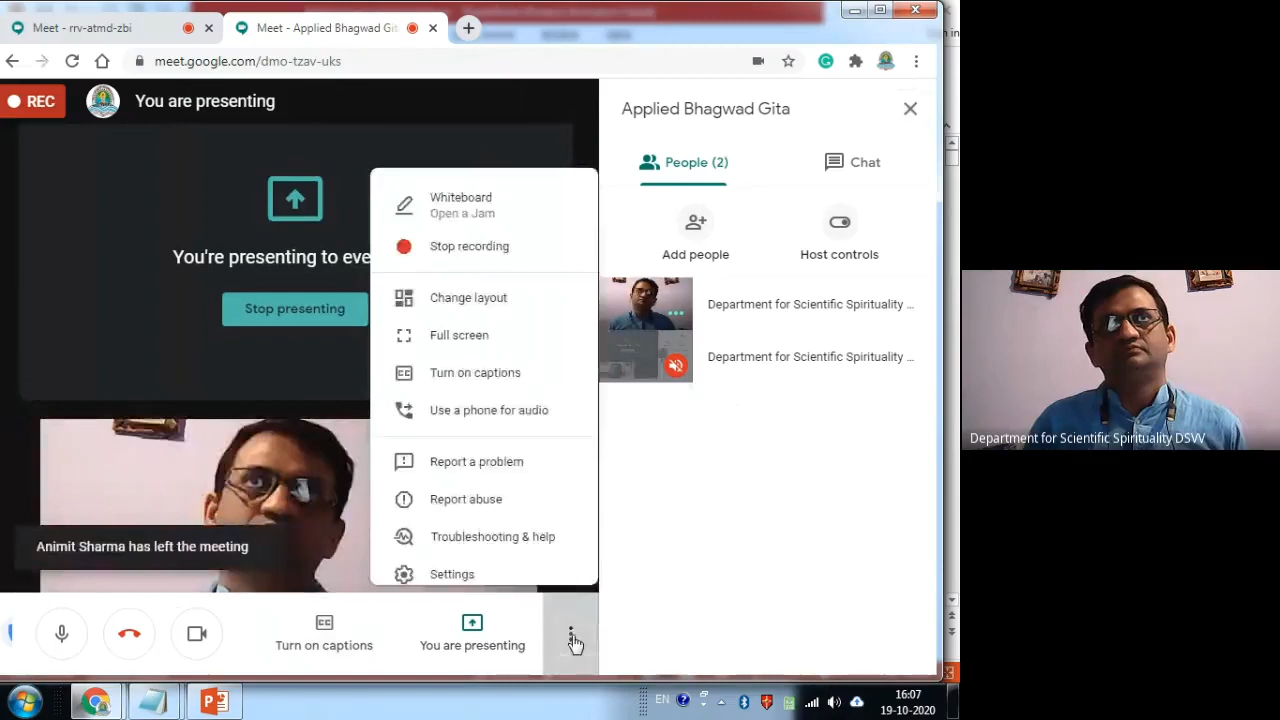 Meet - rrv-atmd-zbi
Meet - Applied Bhagwad Git
meet.google.com/dmo-tzav-uks
REC
You are presenting
Applied Bhagwad Gita
People (2)
Chat
Add people
Host controls
Department for Scientific Spirituality ...
Department for Scientific Spirituality ...
Whiteboard
Open a Jam
Stop recording
Change layout
Full screen
Turn on captions
Use a phone for audio
Report a problem
Report abuse
Troubleshooting & help
Settings
You're presenting to eve
Stop presenting
Animit Sharma has left the meeting
Turn on captions
You are presenting
Department for Scientific Spirituality DSVV
EN
16:07
19-10-2020